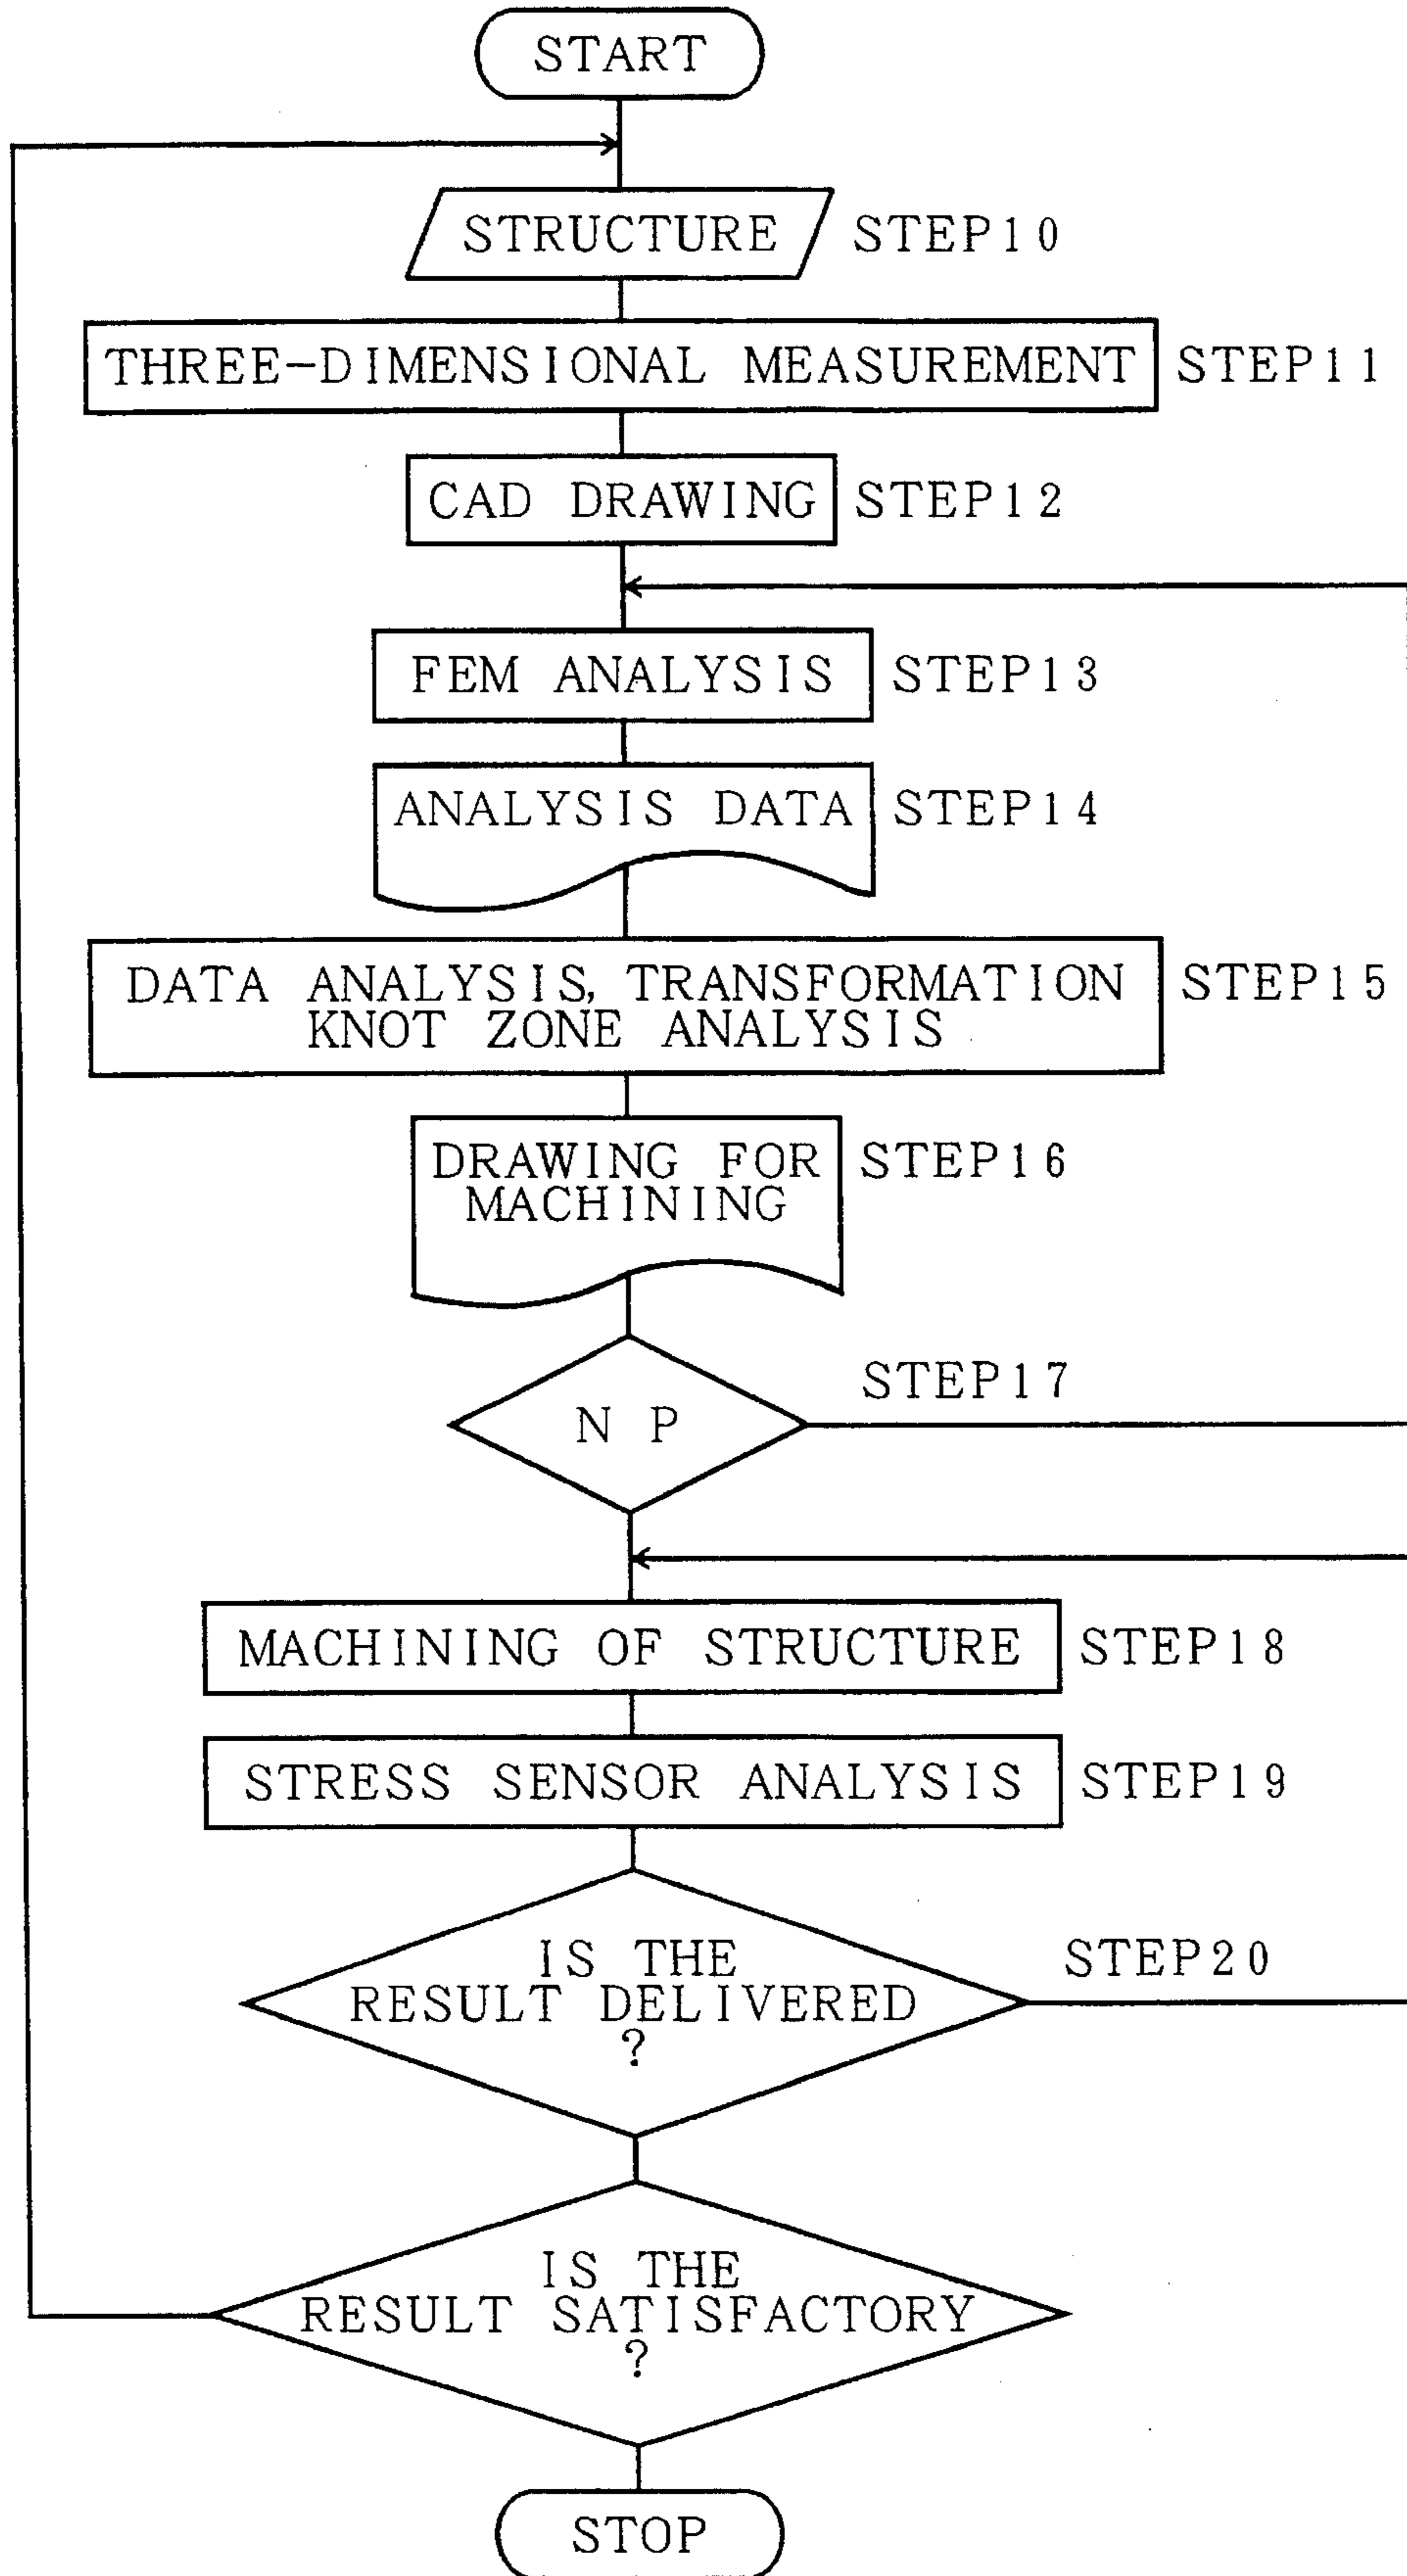 START
STRUCTURE STEP10
THREE-DIMENSIONAL MEASUREMENT STEP11
CAD DRAWING STEP12
FEM ANALYSIS STEP13
ANALYSIS DATA STEP14
DATA ANALYSIS, TRANSFORMATION STEP15
KNOT ZONE ANALYSIS
DRAWING FOR STEP16
MACHINING
STEP17
N P
MACHINING OF STRUCTURE STEP18
STRESS SENSOR ANALYSIS STEP19
IS THE STEP20
RESULT DELIVERED
?
IS THE
RESULT SATISFACTORY
?
STOP